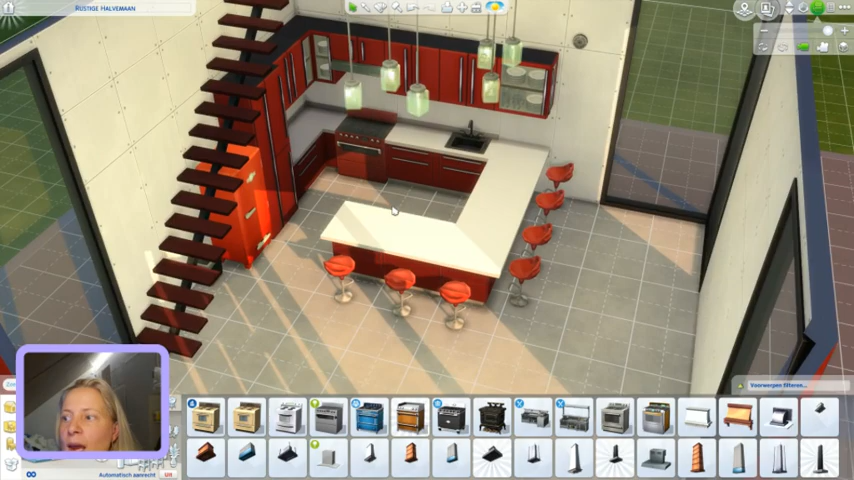 Rustige Halvemaan
Voorwerpen filteren...
Automatisch aanrecht